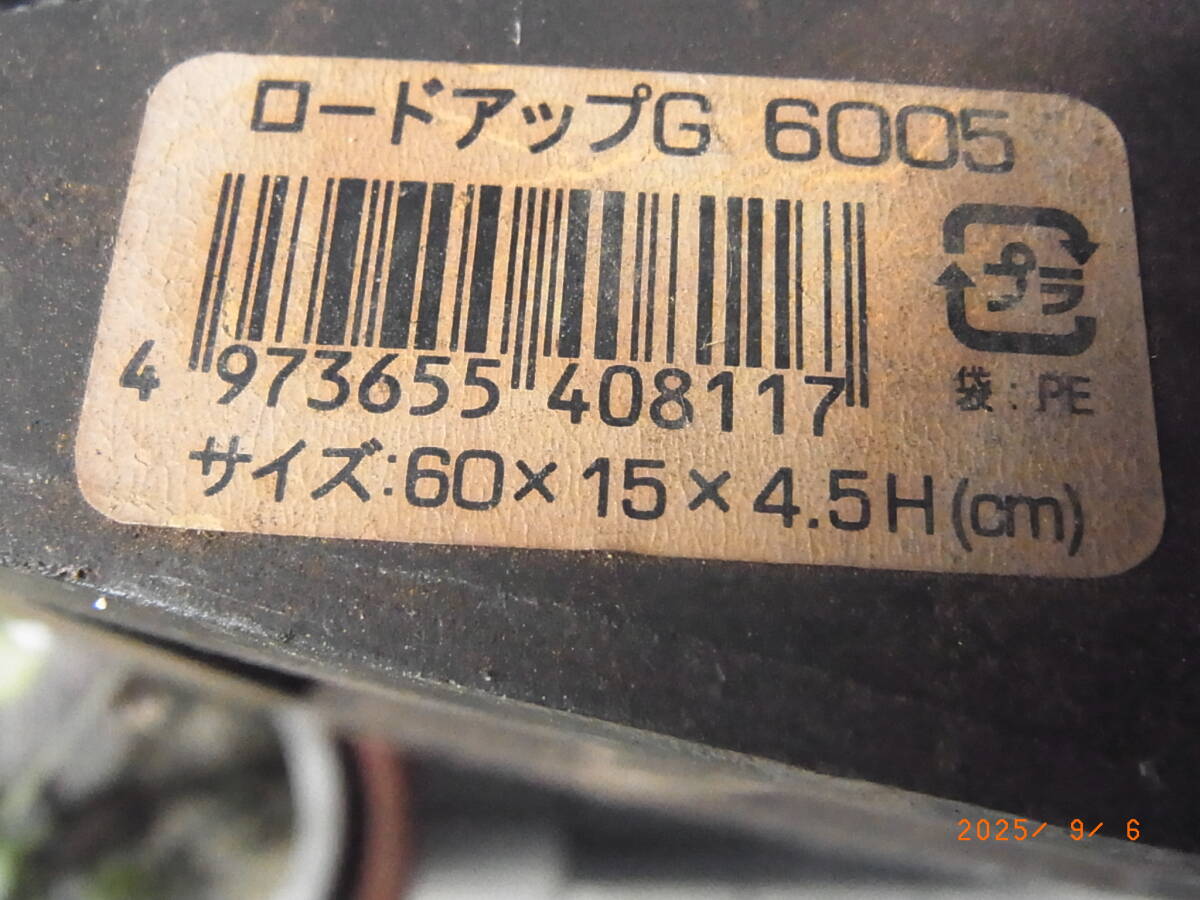 ロードアップG 6005
4 973655 408117
プラ
袋:PE
サイズ:60×15×4.5H(cm)
2025/ 9/ 6